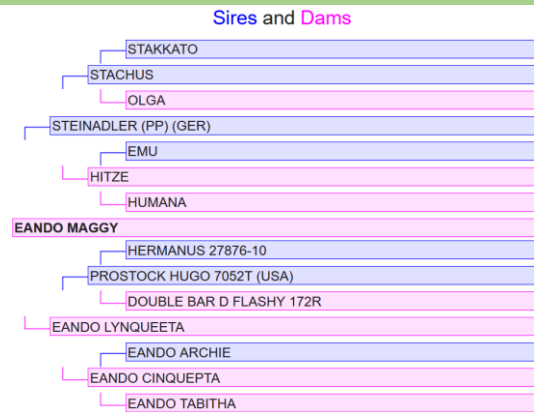 Sires and Dams
STAKKATO
STACHUS
OLGA
STEINADLER (PP) (GER)
EMU
HITZE
HUMANA
EANDO MAGGY
HERMANUS 27876-10
PROSTOCK HUGO 7052T (USA)
DOUBLE BAR D FLASHY 172R
EANDO LYNQUEETA
EANDO ARCHIE
EANDO CINQUEPTA
EANDO TABITHA